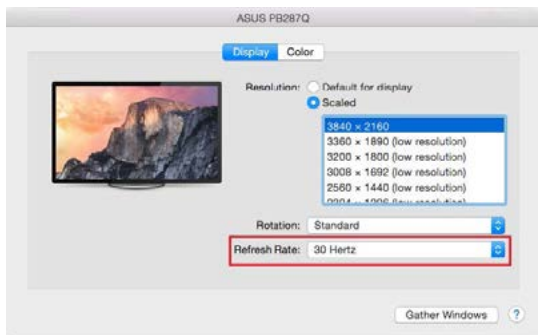 ASUS PB287Q
Display Color
Resolution: Default for display
Scaled
3840 × 2160
3360 × 1890 (low resolution)
3200 × 1800 (low resolution)
3008 × 1692 (low resolution)
2560 × 1440 (low resolution)
Rotation: Standard
Refresh Rate: 30 Hertz
Gather Windows ?